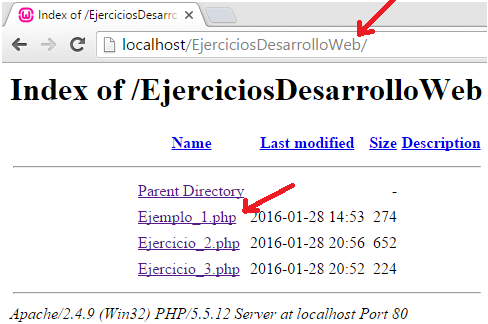 Index of /EjerciciosDesarr
localhost/EjerciciosDesarrolloWeb/
Index of /EjerciciosDesarrolloWeb
Name Last modified Size Description
Parent Directory -
Ejemplo_1.php 2016-01-28 14:53 274
Ejercicio_2.php 2016-01-28 20:56 652
Ejercicio_3.php 2016-01-28 20:52 224
Apache/2.4.9 (Win32) PHP/5.5.12 Server at localhost Port 80